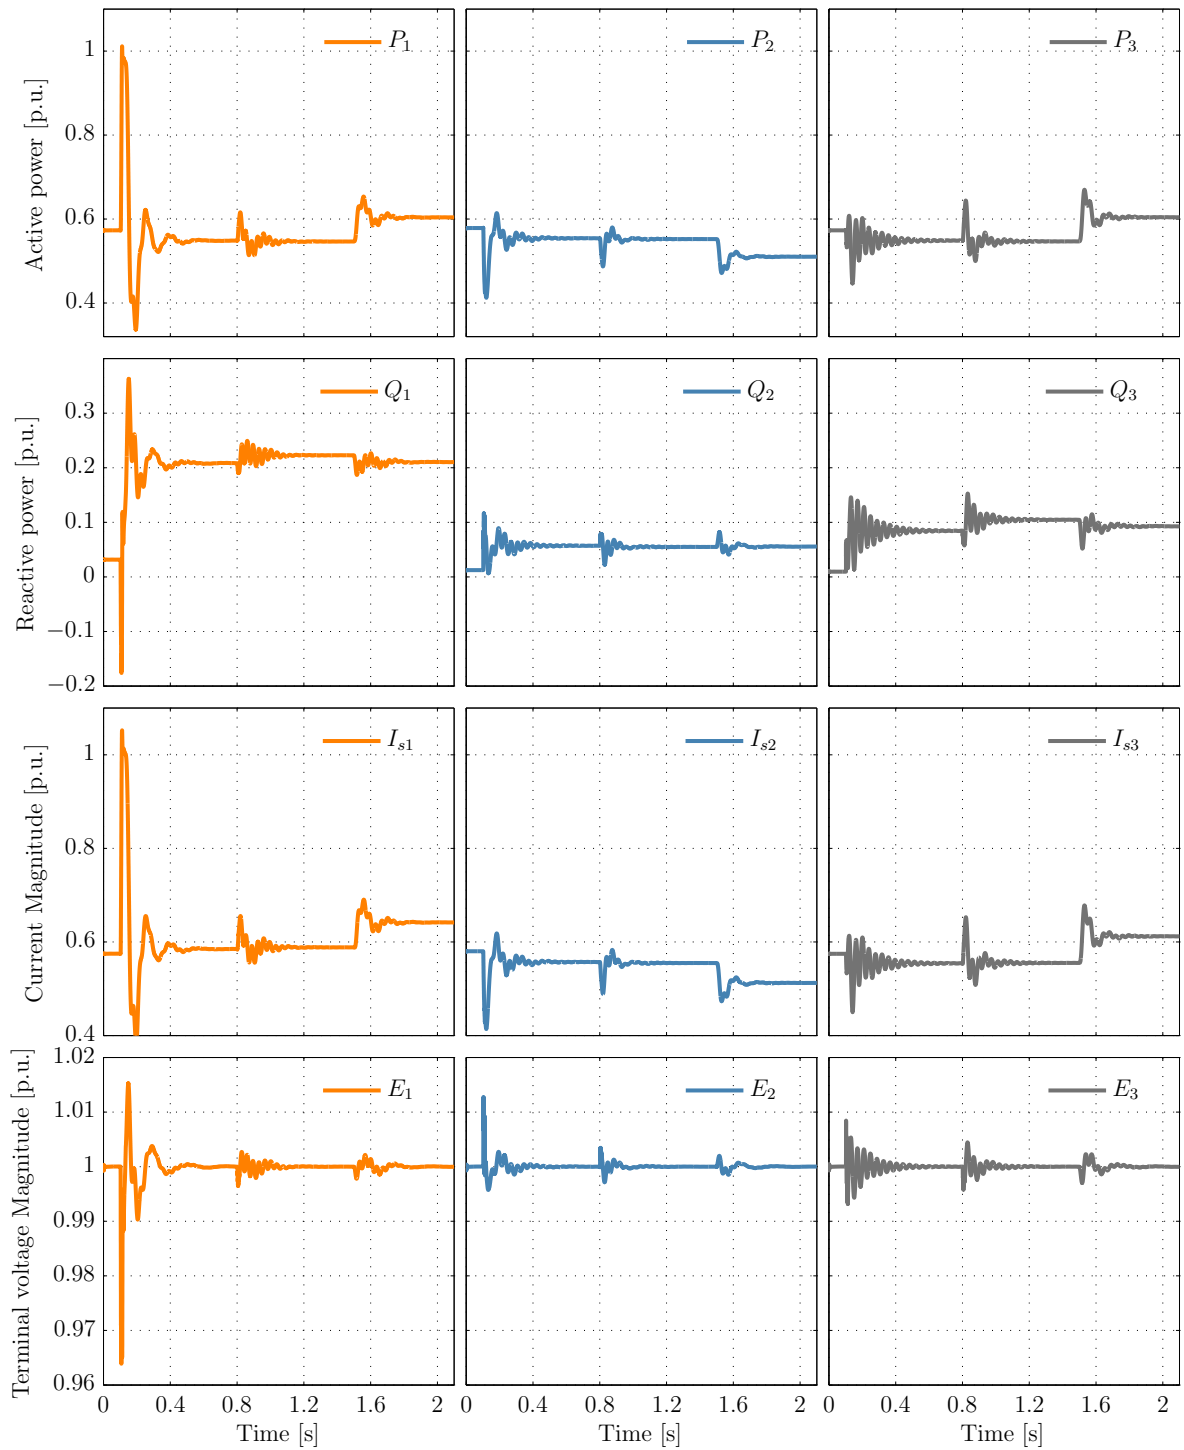 Active power [p.u.]
1
0.8
0.6
0.4
P1
P2
P3
Reactive power [p.u.]
0.3
0.2
0.1
0
−0.1
−0.2
Q1
Q2
Q3
Current Magnitude [p.u.]
1
0.8
0.6
0.4
Is1
Is2
Is3
Terminal voltage Magnitude [p.u.]
1.02
1.01
1
0.99
0.98
0.97
0.96
E1
E2
E3
0 0.4 0.8 1.2 1.6 2 0 0.4 0.8 1.2 1.6 2 0 0.4 0.8 1.2 1.6 2
Time [s] Time [s] Time [s]